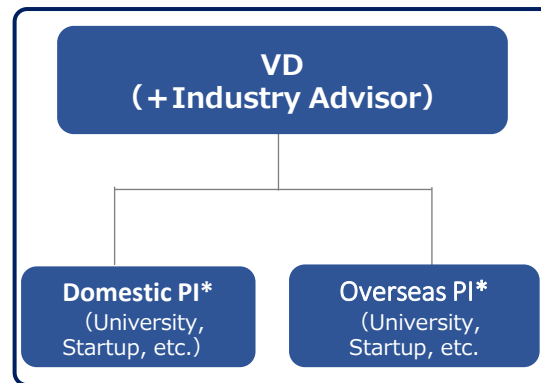 VD
（+Industry Advisor）
Domestic PI*
（University,
Startup, etc.）
Overseas PI*
（University,
Startup, etc.